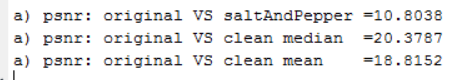 a) psnr: original VS saltAndPepper =10.8038
a) psnr: original VS clean median  =20.3787
a) psnr: original VS clean mean    =18.8152